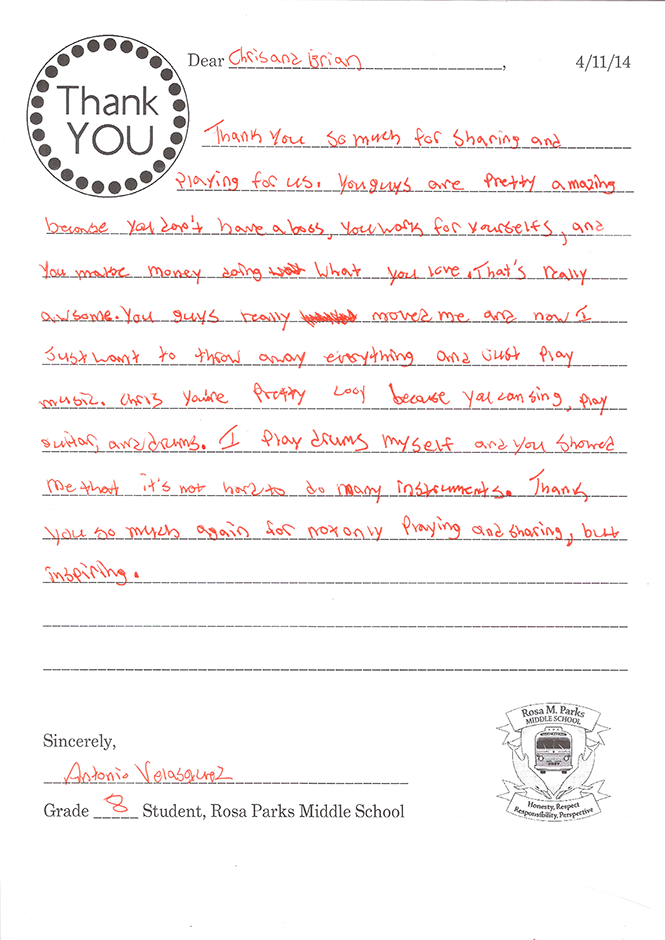 Thank
YOU
Dear Chris and Brian,
4/11/14
Thank You so much for sharing and
playing for us. You guys are pretty amazing
because you don't have a boss, you work for yourselfs, and
you make money doing what you love. That's really
awsome. You guys really moved me and now I
Just want to throw away everything and Just play
music. Chris you're pretty cool because you can sing, play
guitar, and drums. I play drums myself and you showed
me that it's not hard to do many instruments. Thank
you so much again for not only Playing and sharing, but
inspiring.
Sincerely,
Antonio Velasquez
Grade 8 Student, Rosa Parks Middle School
Rosa M. Parks
MIDDLE SCHOOL
Honesty, Respect
Responsibility, Perspective